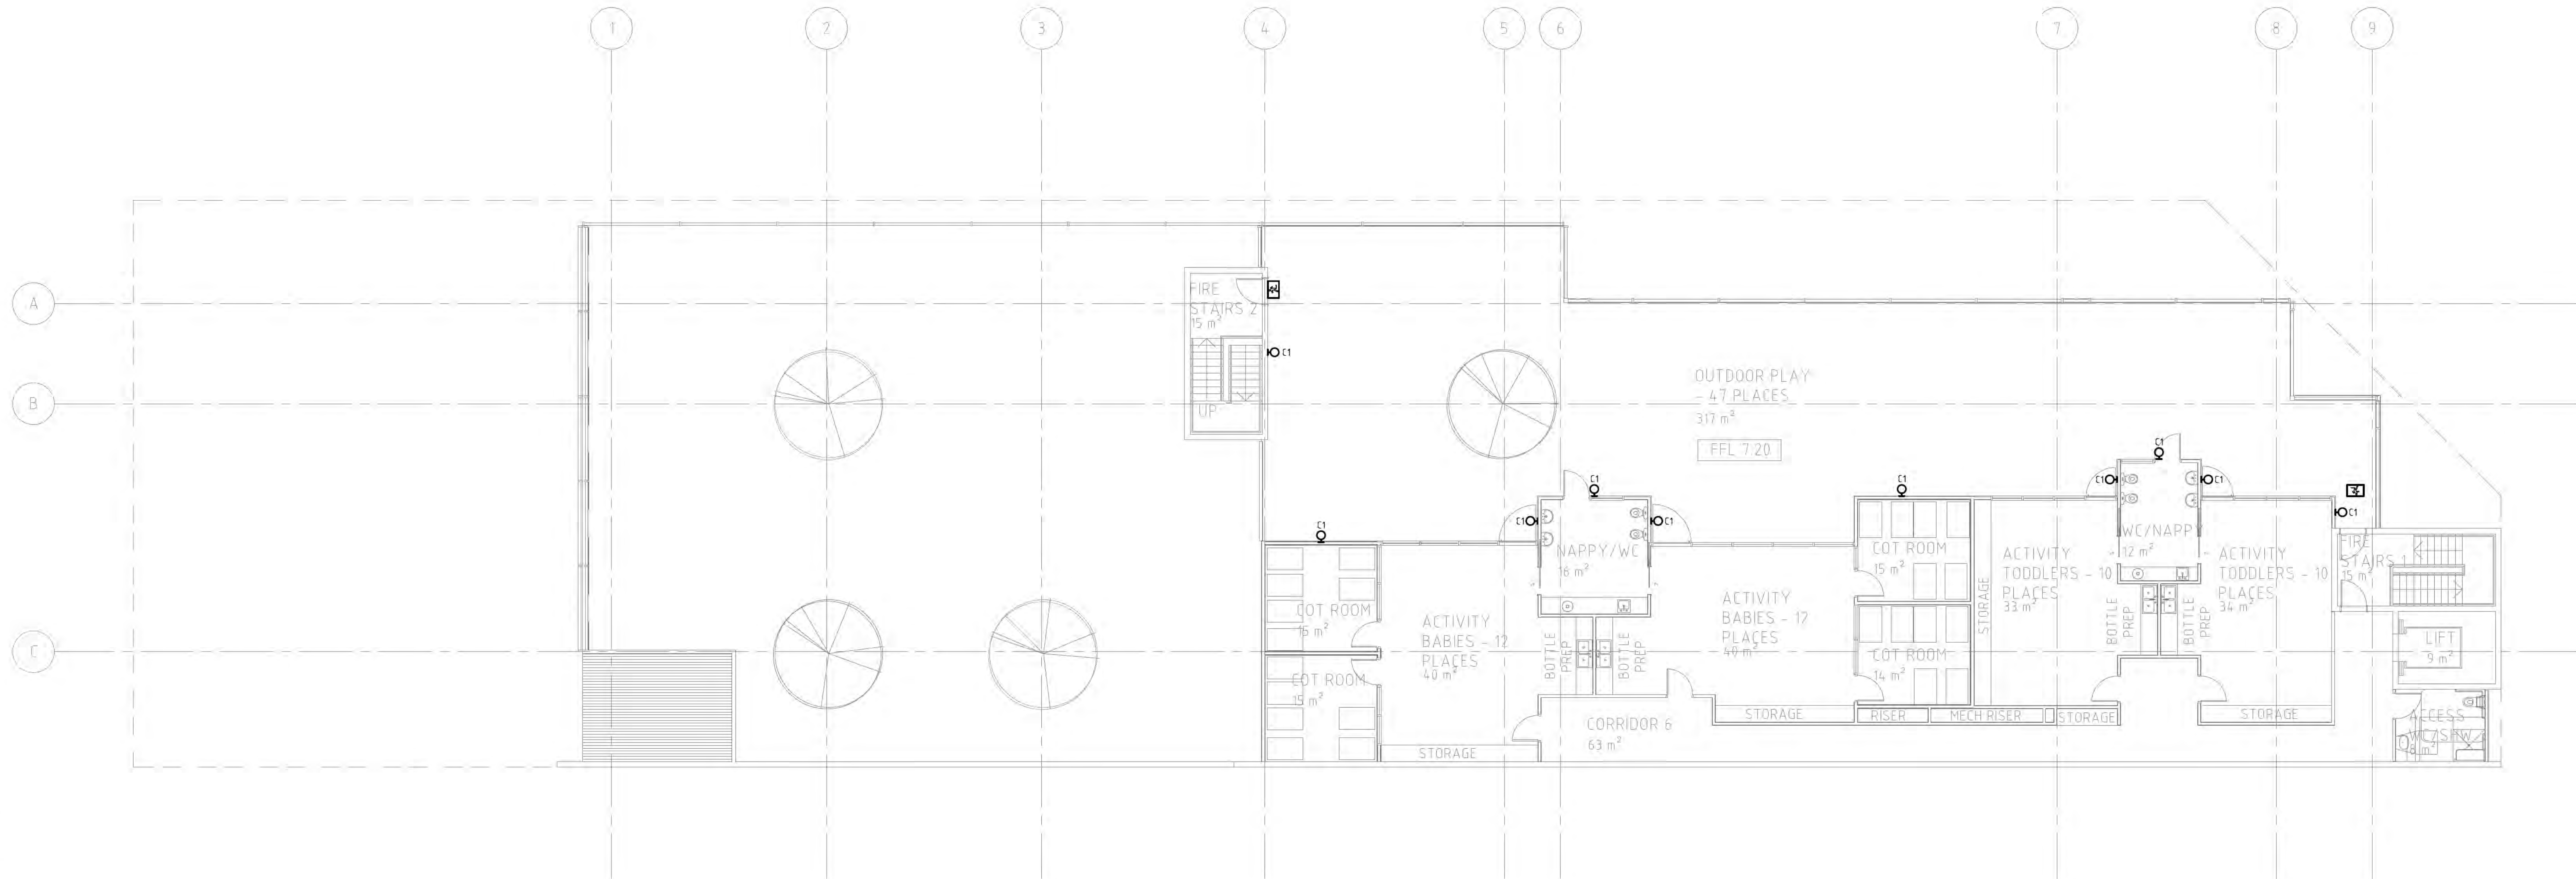 1
2
3
4
5
6
7
8
9
A
B
C
FIRE
STAIRS 2
15 m²
UP
C1
OUTDOOR PLAY
- 47 PLACES
317 m²
FFL 7.20
C1
C1
C1
C1
C1
C1
C1
C1
C1
C1
COT ROOM
COT ROOM
15 m²
ACTIVITY
BABIES - 12
PLACES
40 m²
STORAGE
NAPPY/WC
16 m²
BOTTLE
PREP
BOTTLE
PREP
CORRIDOR 6
63 m²
ACTIVITY
BABIES - 12
PLACES
40 m²
STORAGE
COT ROOM
15 m²
COT ROOM
14 m²
RISER
MECH RISER
STORAGE
STORAGE
ACTIVITY
TODDLERS - 10
PLACES
33 m²
WC/NAPPY
12 m²
BOTTLE
PREP
BOTTLE
PREP
ACTIVITY
TODDLERS - 10
PLACES
34 m²
STORAGE
FIRE
STAIRS 1
15 m²
LIFT
9 m²
ACCESS
WC/SHW
8 m²